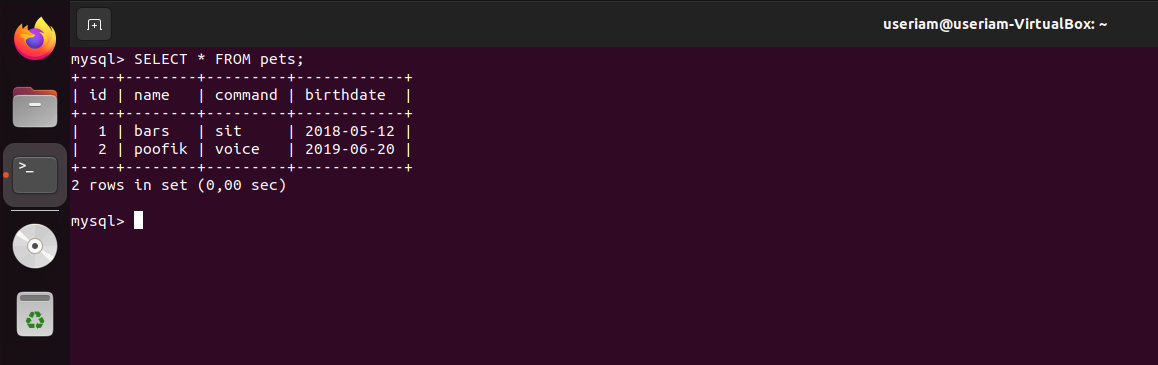 useriam@useriam-VirtualBox: ~
mysql> SELECT * FROM pets;
+----+--------+---------+------------+
| id | name   | command | birthdate  |
+----+--------+---------+------------+
|  1 | bars   | sit     | 2018-05-12 |
|  2 | poofik | voice   | 2019-06-20 |
+----+--------+---------+------------+
2 rows in set (0,00 sec)
mysql>